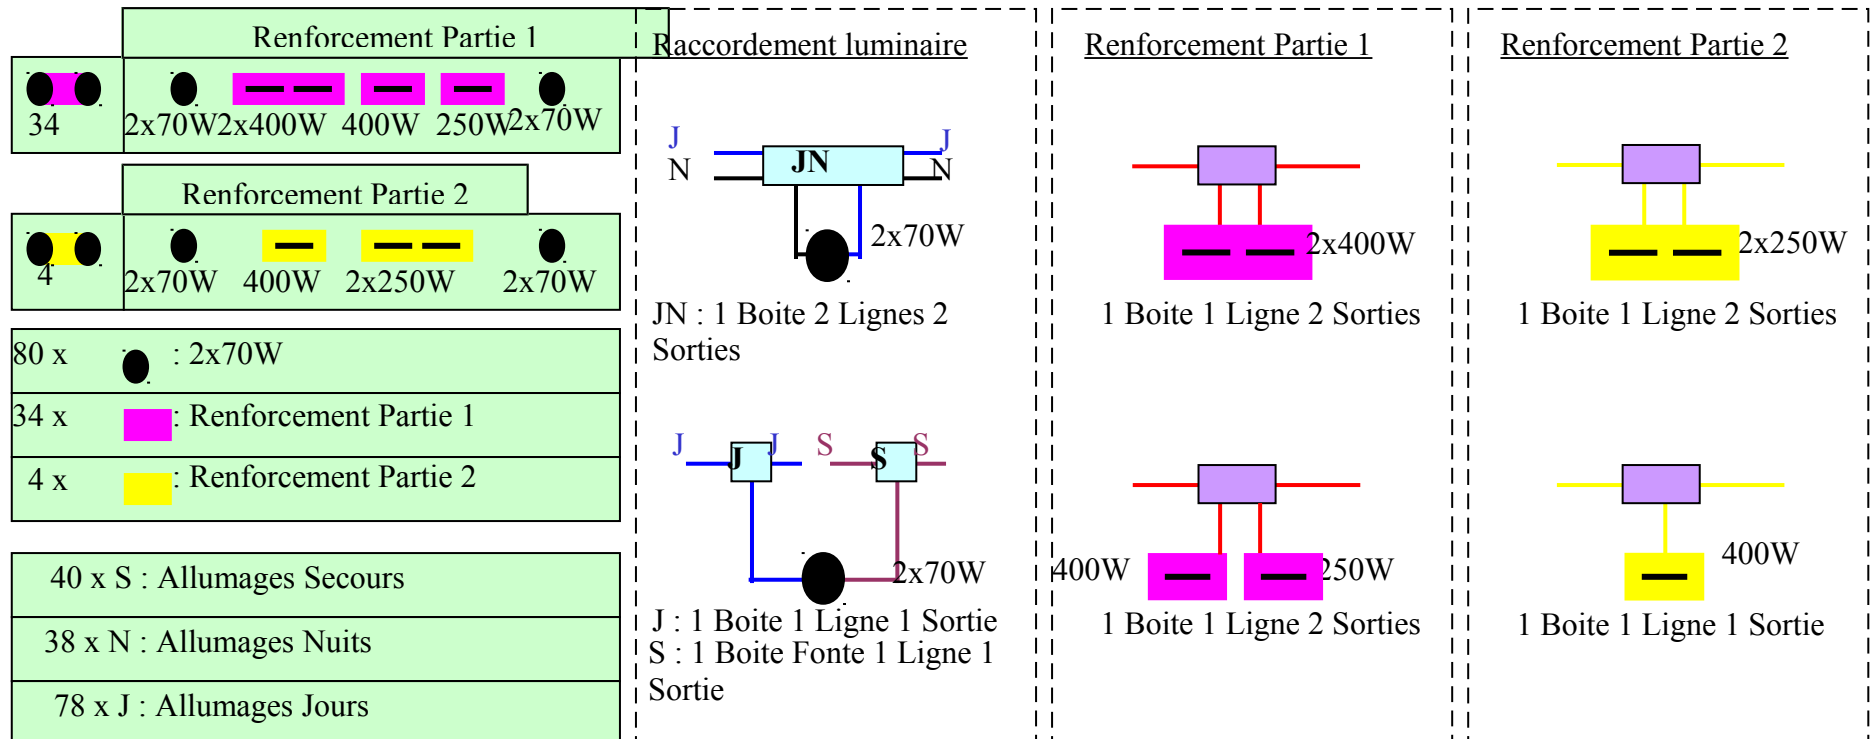 Renforcement Partie 1
34
2x70W 2x400W 400W 250W 2x70W
Renforcement Partie 2
4
2x70W 400W 2x250W 2x70W
80 x : 2x70W
34 x : Renforcement Partie 1
4 x : Renforcement Partie 2
40 x S : Allumages Secours
38 x N : Allumages Nuits
78 x J : Allumages Jours
Raccordement luminaire
J JN J
N N
2x70W
JN : 1 Boite 2 Lignes 2
Sorties
J J J S S S
2x70W
J : 1 Boite 1 Ligne 1 Sortie
S : 1 Boite Fonte 1 Ligne 1
Sortie
Renforcement Partie 1
2x400W
1 Boite 1 Ligne 2 Sorties
400W 250W
1 Boite 1 Ligne 2 Sorties
Renforcement Partie 2
2x250W
1 Boite 1 Ligne 2 Sorties
400W
1 Boite 1 Ligne 1 Sortie